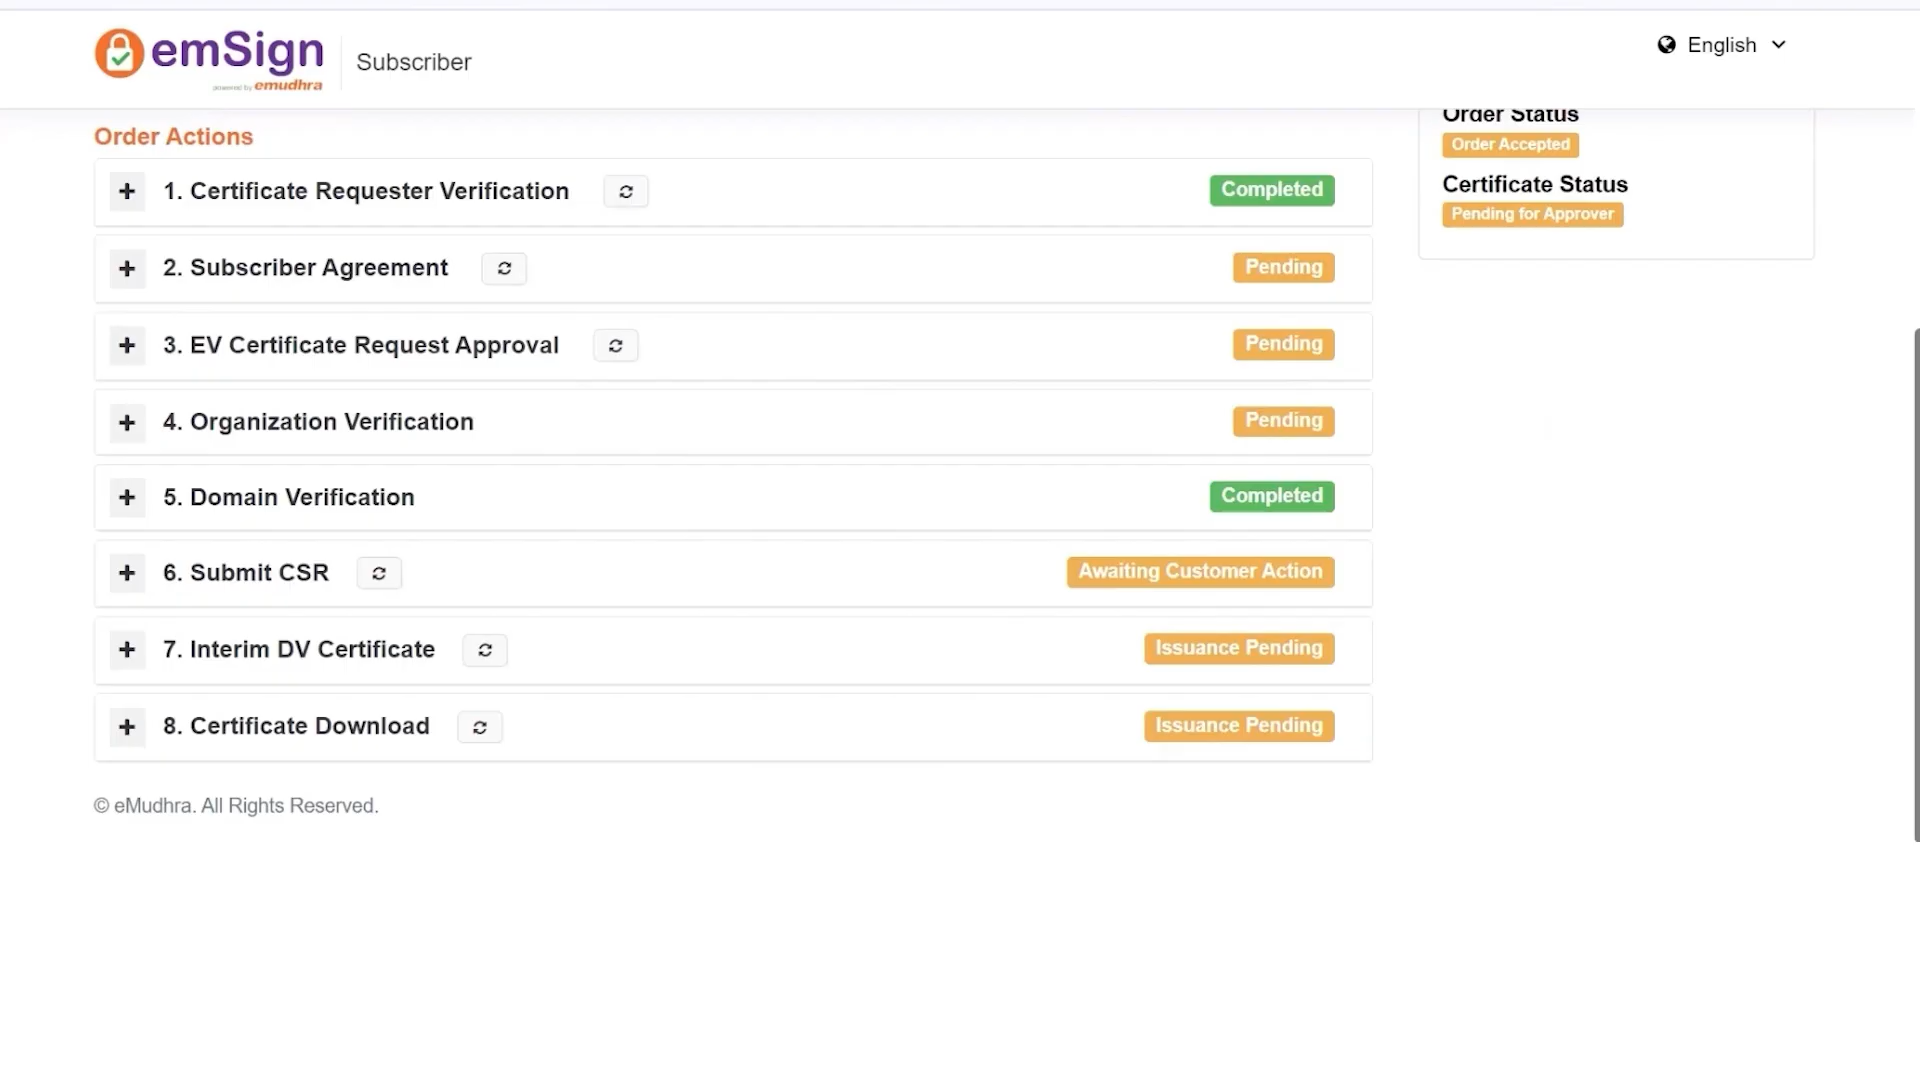 emSign
powered by emudhra
Subscriber
English
Order Actions
1. Certificate Requester Verification
Completed
2. Subscriber Agreement
Pending
3. EV Certificate Request Approval
Pending
4. Organization Verification
Pending
5. Domain Verification
Completed
6. Submit CSR
Awaiting Customer Action
7. Interim DV Certificate
Issuance Pending
8. Certificate Download
Issuance Pending
Order Status
Order Accepted
Certificate Status
Pending for Approver
© eMudhra. All Rights Reserved.